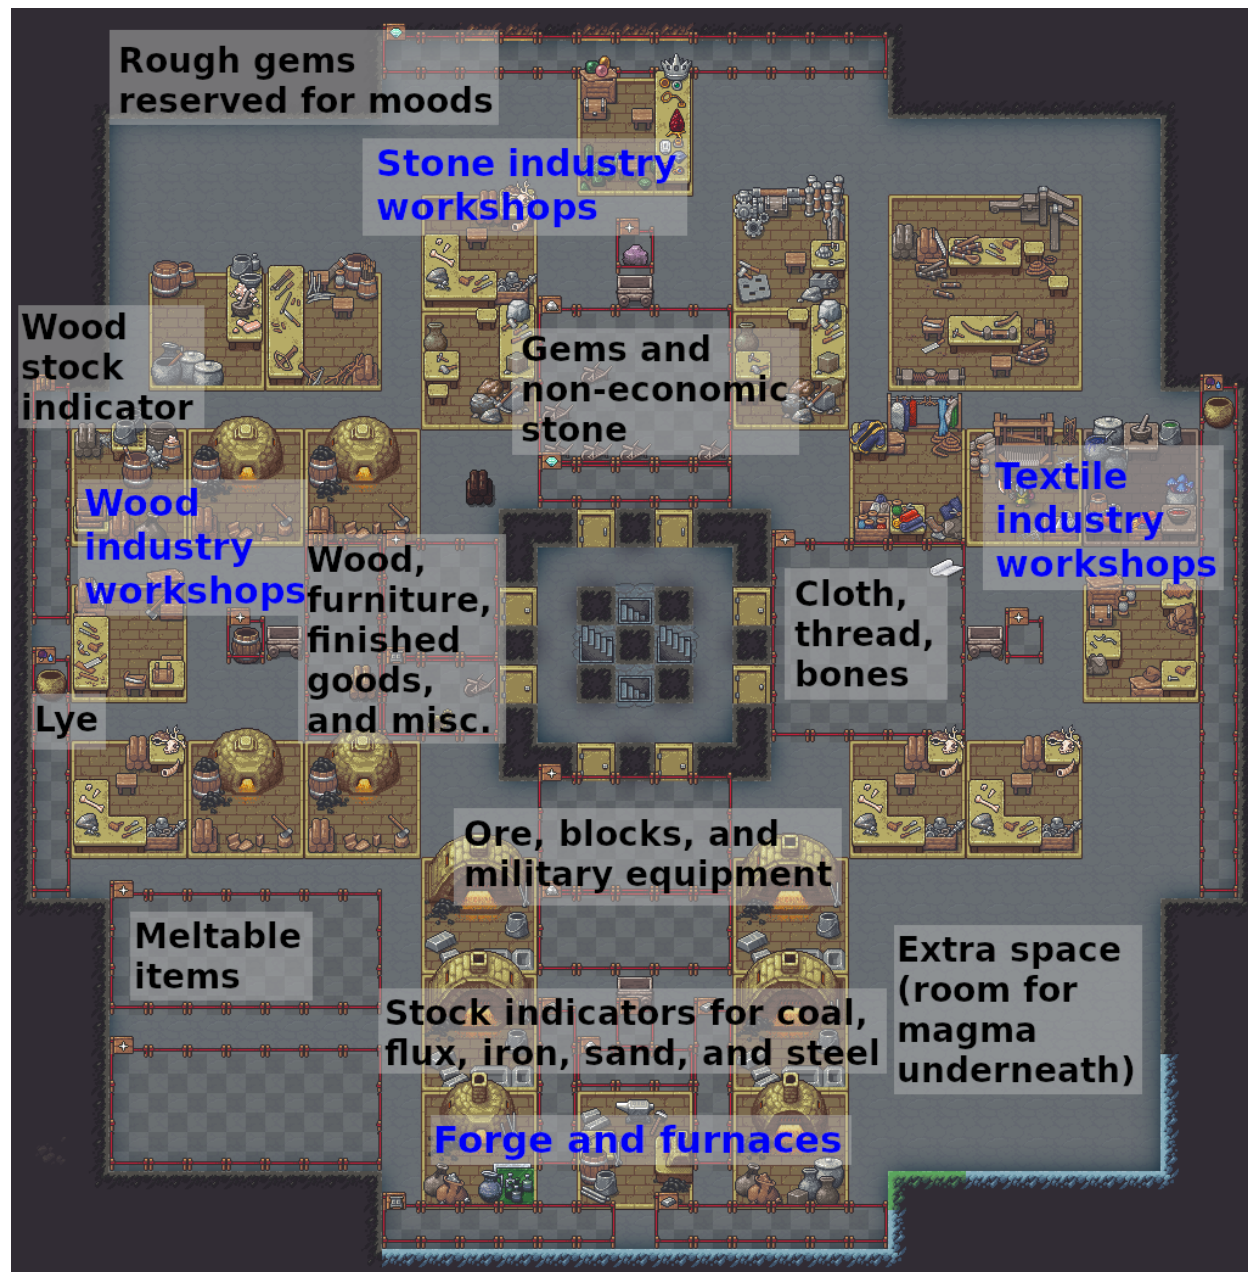 Rough gems
reserved for moods
Stone industry
workshops
Wood
stock
indicator
Gems and
non-economic
stone
Wood
industry
workshops
Textile
industry
workshops
Wood,
furniture,
finished
goods,
and misc.
Cloth,
thread,
bones
Lye
Ore, blocks, and
military equipment
Meltable
items
Extra space
(room for
magma
underneath)
Stock indicators for coal,
flux, iron, sand, and steel
Forge and furnaces